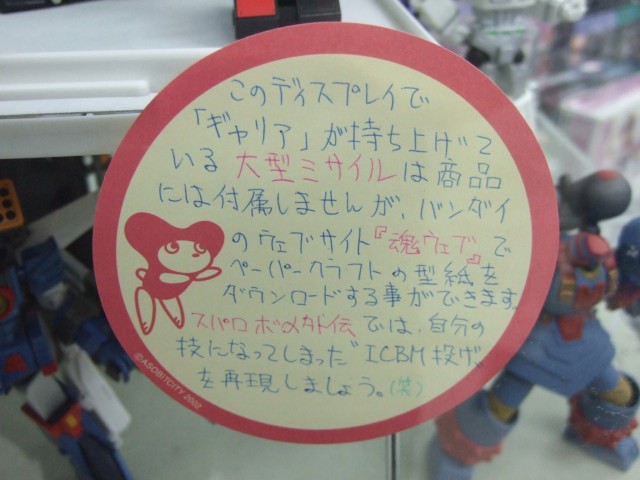 このディスプレイで
「ギャリア」が持ち上げて
いる大型ミサイルは商品
には付属しませんが、バンダイ
のウェブサイト『魂ウェブ』で
ペーパークラフトの型紙を
ダウンロードする事ができます。
スパロボα外伝では、自分の
技になってしまった"ICBM投げ"
を再現しましょう。(笑)
©ASOBITCITY 2002